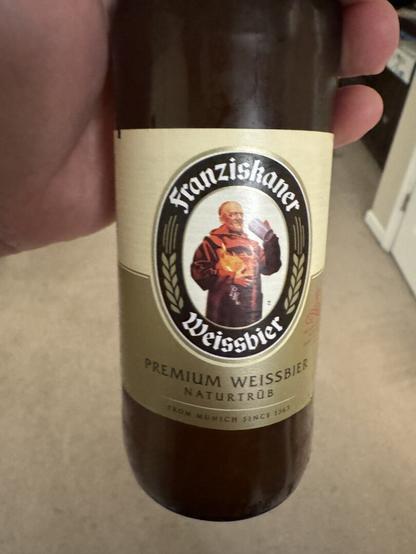 Franziskaner
Weissbier
PREMIUM WEISSBIER
NATURTRÜB
FROM MUNICH SINCE 1363